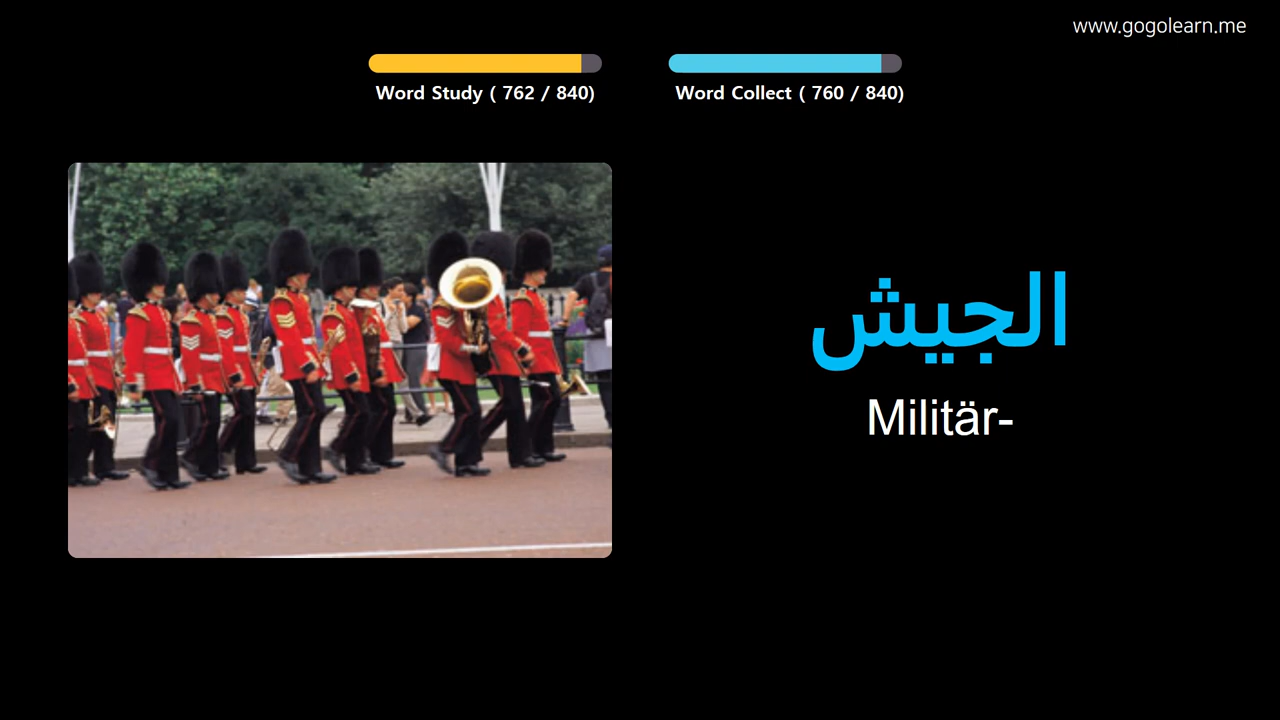 www.gogolearn.me
Word Study ( 762 / 840)
Word Collect ( 760 / 840)
الجيش
Militär-